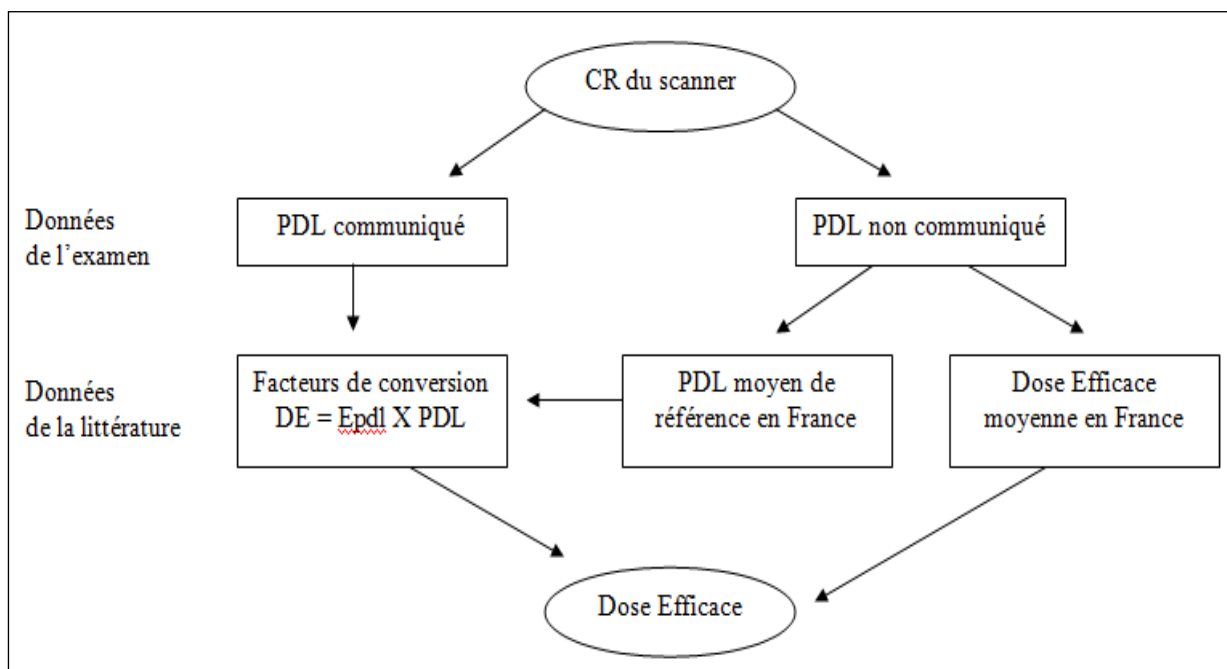 CR du scanner
Données
de l’examen
PDL communiqué
PDL non communiqué
Données
de la littérature
Facteurs de conversion
DE = Epdl X PDL
PDL moyen de
référence en France
Dose Efficace
moyenne en France
Dose Efficace